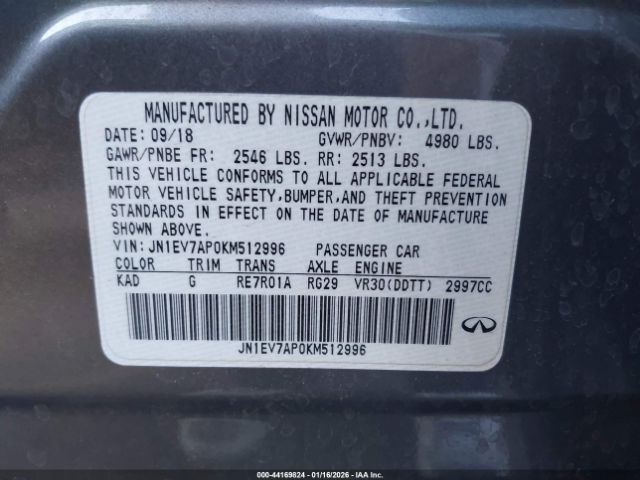 MANUFACTURED BY NISSAN MOTOR CO.,LTD.
DATE: 09/18 GVWR/PNBV: 4980 LBS.
GAWR/PNBE FR: 2546 LBS. RR: 2513 LBS.
THIS VEHICLE CONFORMS TO ALL APPLICABLE FEDERAL
MOTOR VEHICLE SAFETY,BUMPER,AND THEFT PREVENTION
STANDARDS IN EFFECT ON THE DATE OF MANUFACTURE
SHOWN ABOVE.
VIN: JN1EV7AP0KM512996 PASSENGER CAR
COLOR TRIM TRANS AXLE ENGINE
KAD G RE7R01A RG29 VR30(DDTT) 2997CC
JN1EV7AP0KM512996
000-44169824 | 01/16/2026 - IAA Inc.